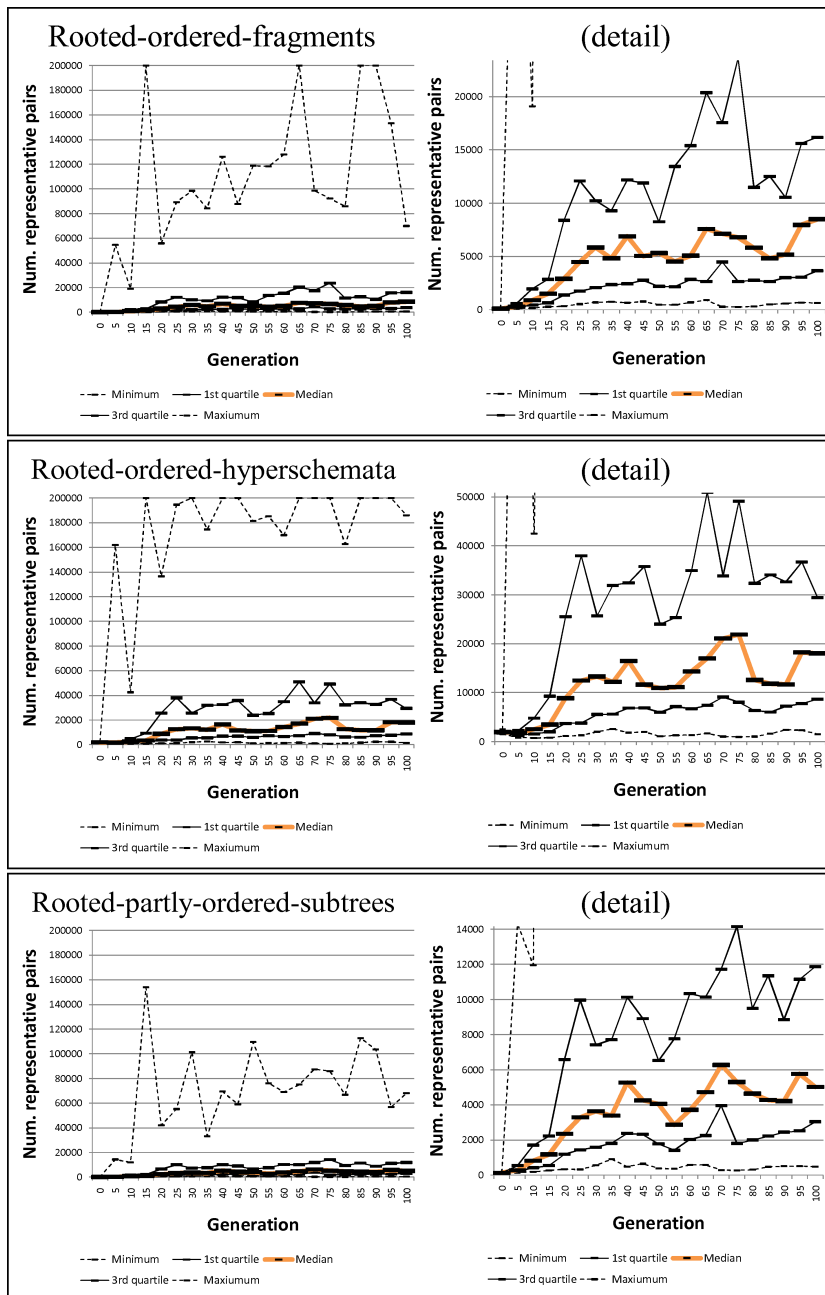 Rooted-ordered-fragments (detail)
Num. representative pairs
200000
180000
160000
140000
120000
100000
80000
60000
40000
20000
0
0 5 10 15 20 25 30 35 40 45 50 55 60 65 70 75 80 85 90 95 100
Generation
Minimum 1st quartile Median
3rd quartile Maxiumum
Num. representative pairs
20000
15000
10000
5000
0
0 5 10 15 20 25 30 35 40 45 50 55 60 65 70 75 80 85 90 95 100
Generation
Minimum 1st quartile Median
3rd quartile Maxiumum
Rooted-ordered-hyperschemata (detail)
Num. representative pairs
200000
180000
160000
140000
120000
100000
80000
60000
40000
20000
0
0 5 10 15 20 25 30 35 40 45 50 55 60 65 70 75 80 85 90 95 100
Generation
Minimum 1st quartile Median
3rd quartile Maxiumum
Num. representative pairs
50000
40000
30000
20000
10000
0
0 5 10 15 20 25 30 35 40 45 50 55 60 65 70 75 80 85 90 95 100
Generation
Minimum 1st quartile Median
3rd quartile Maxiumum
Rooted-partly-ordered-subtrees (detail)
Num. representative pairs
200000
180000
160000
140000
120000
100000
80000
60000
40000
20000
0
0 5 10 15 20 25 30 35 40 45 50 55 60 65 70 75 80 85 90 95 100
Generation
Minimum 1st quartile Median
3rd quartile Maxiumum
Num. representative pairs
14000
12000
10000
8000
6000
4000
2000
0
0 5 10 15 20 25 30 35 40 45 50 55 60 65 70 75 80 85 90 95 100
Generation
Minimum 1st quartile Median
3rd quartile Maxiumum